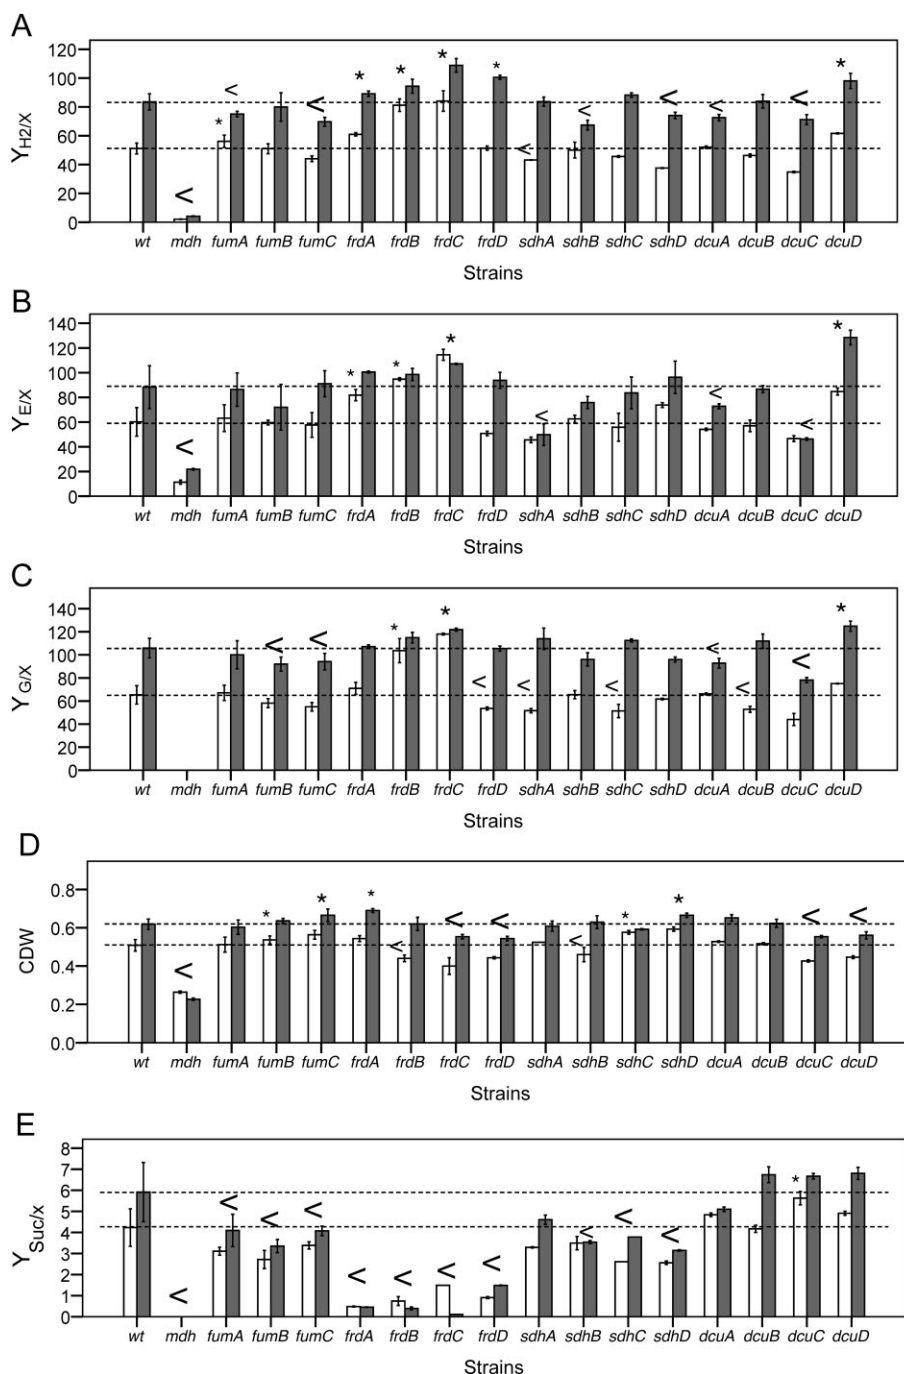 A
120
100
80
60
40
20
0
Y H2/X
* < < * * * * < < < < < *
<
wt mdh fumA fumB fumC frdA frdB frdC frdD sdhA sdhB sdhC sdhD dcuA dcuB dcuC dcuD
Strains
B
140
120
100
80
60
40
20
0
Y E/X
< * * * < < < *
wt mdh fumA fumB fumC frdA frdB frdC frdD sdhA sdhB sdhC sdhD dcuA dcuB dcuC dcuD
Strains
C
140
120
100
80
60
40
20
0
Y G/X
< < * * < < < < < < *
wt mdh fumA fumB fumC frdA frdB frdC frdD sdhA sdhB sdhC sdhD dcuA dcuB dcuC dcuD
Strains
D
0.8
0.6
0.4
0.2
0.0
CDW
< * * * < < < < * * < <
wt mdh fumA fumB fumC frdA frdB frdC frdD sdhA sdhB sdhC sdhD dcuA dcuB dcuC dcuD
Strains
E
8
7
6
5
4
3
2
1
0
Y Suc/x
< < < < < < < < < < < *
wt mdh fumA fumB fumC frdA frdB frdC frdD sdhA sdhB sdhC sdhD dcuA dcuB dcuC dcuD
Strains